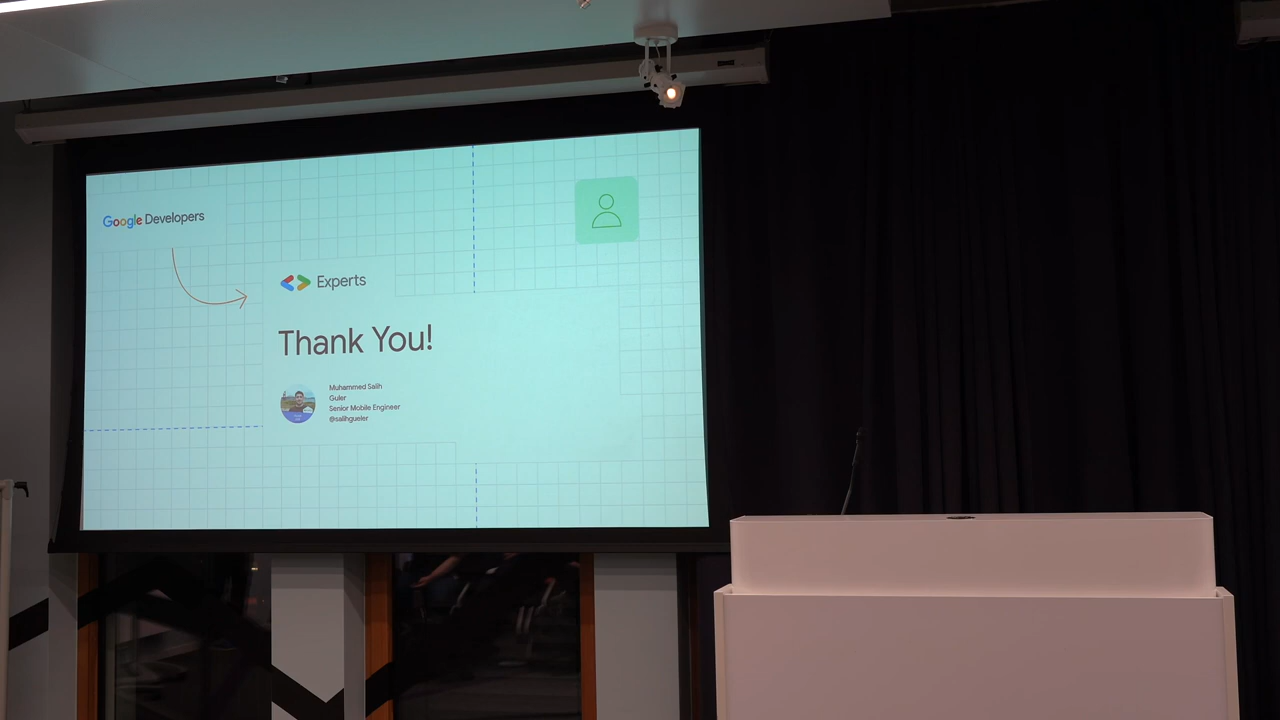 Google Developers
Experts
Thank You!
Muhammed Salih
Guler
Senior Mobile Engineer
@salihgueler